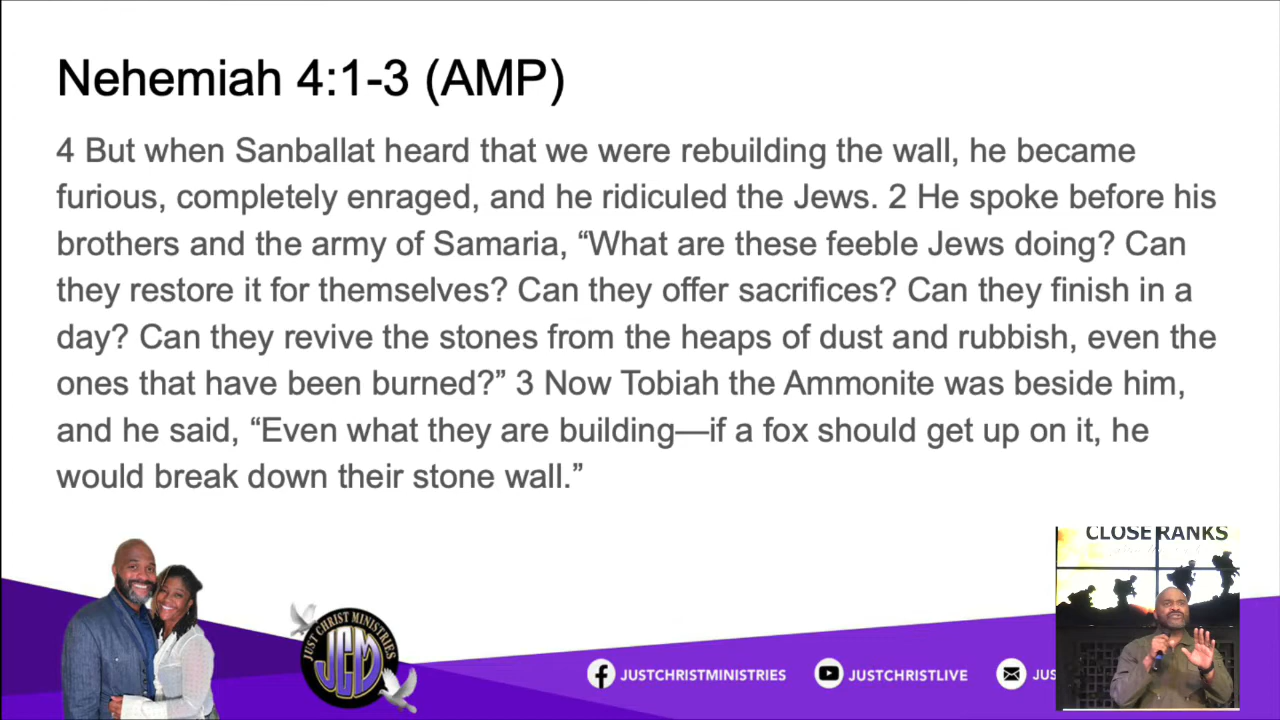 Nehemiah 4:1-3 (AMP)
4 But when Sanballat heard that we were rebuilding the wall, he became
furious, completely enraged, and he ridiculed the Jews. 2 He spoke before his
brothers and the army of Samaria, “What are these feeble Jews doing? Can
they restore it for themselves? Can they offer sacrifices? Can they finish in a
day? Can they revive the stones from the heaps of dust and rubbish, even the
ones that have been burned?” 3 Now Tobiah the Ammonite was beside him,
and he said, “Even what they are building—if a fox should get up on it, he
would break down their stone wall.”
CLOSE RANKS
JUST CHRIST MINISTRIES
JCM
JUSTCHRISTMINISTRIES
JUSTCHRISTLIVE
JUS